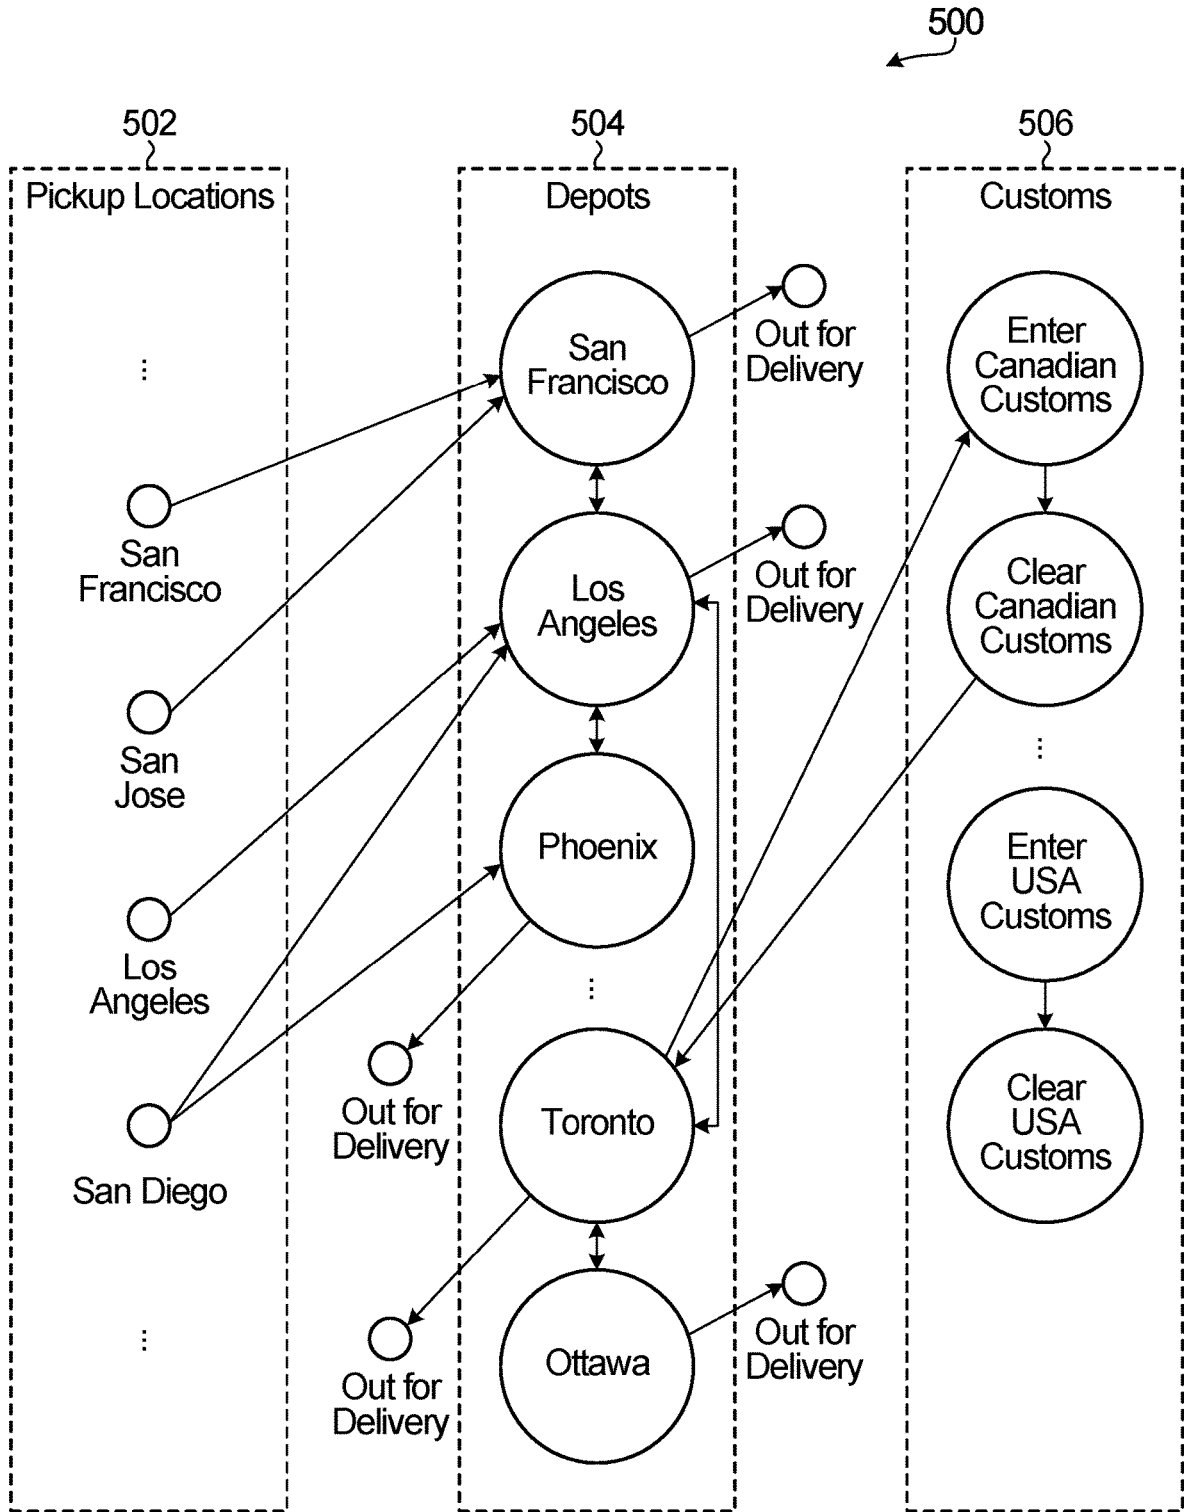 500
502
504
506
Pickup Locations
Depots
Customs
...
San
Francisco
San
Jose
Los
Angeles
San Diego
...
San
Francisco
Out for
Delivery
Los
Angeles
Out for
Delivery
Phoenix
Out for
Delivery
...
Toronto
Out for
Delivery
Ottawa
Out for
Delivery
Enter
Canadian
Customs
Clear
Canadian
Customs
...
Enter
USA
Customs
Clear
USA
Customs